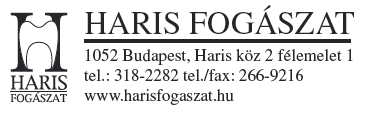 HARIS FOGÁSZAT
1052 Budapest, Haris köz 2 félemelet 1
tel.: 318-2282 tel./fax: 266-9216
www.harisfogaszat.hu
HARIS
FOGÁSZAT